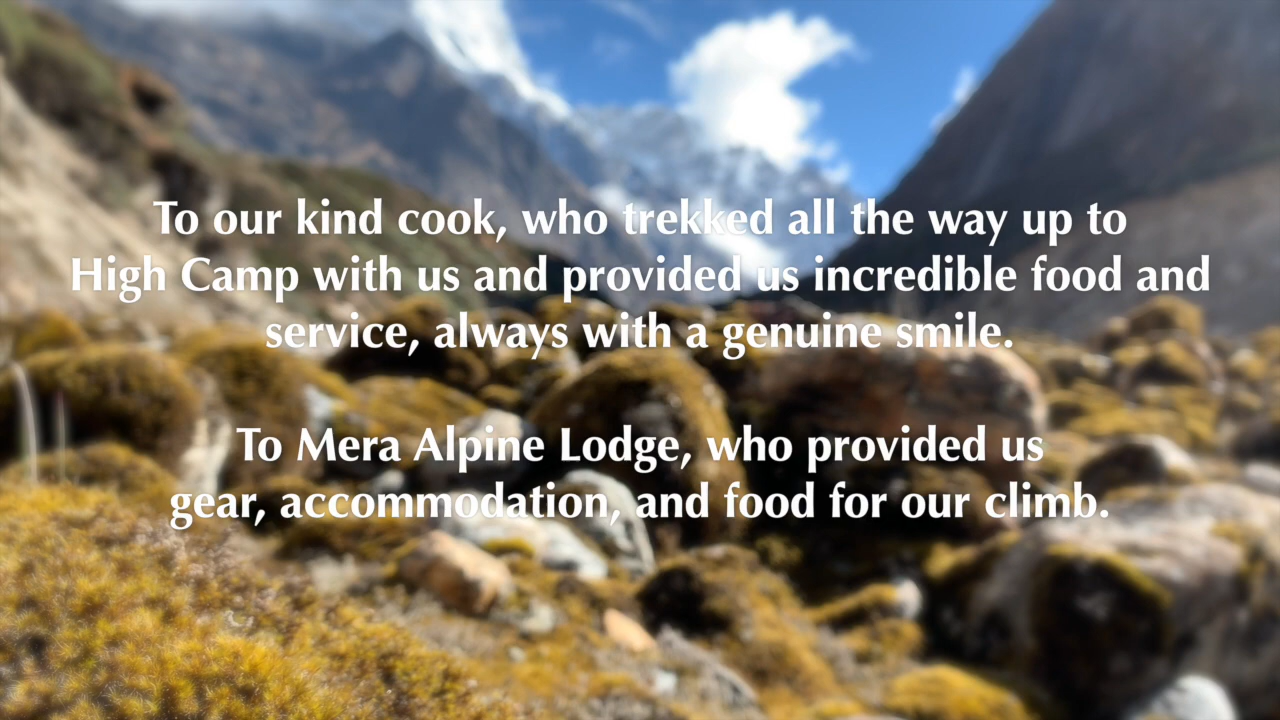 To our kind cook, who trekked all the way up to
High Camp with us and provided us incredible food and
service, always with a genuine smile.
To Mera Alpine Lodge, who provided us
gear, accommodation, and food for our climb.